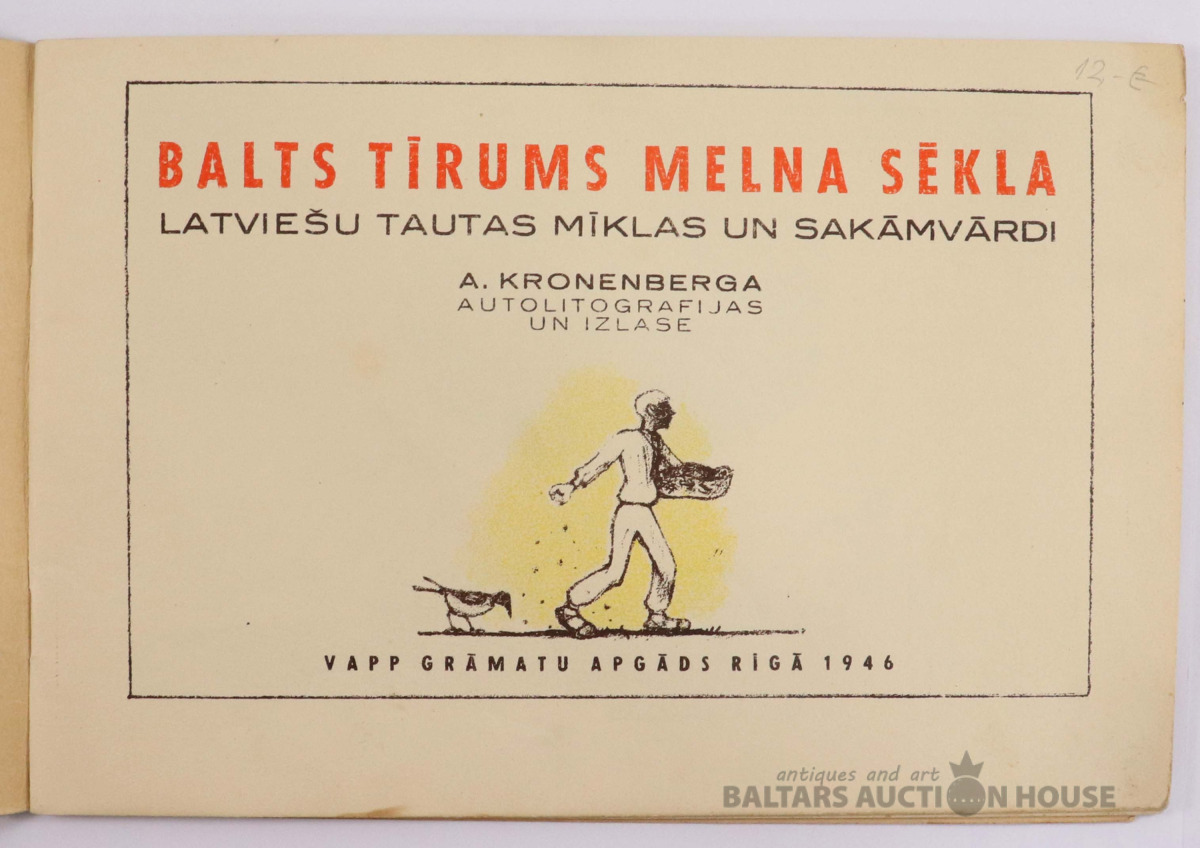 12-€
BALTS TĪRUMS MELNA SĒKLA
LATVIEŠU TAUTAS MĪKLAS UN SAKĀMVĀRDI
A. KRONENBERGA
AUTOLITOGRAFIJAS
UN IZLASE
VAPP GRĀMATU APGĀDS RĪGĀ 1946
antiques and art
BALTARS AUCTION HOUSE